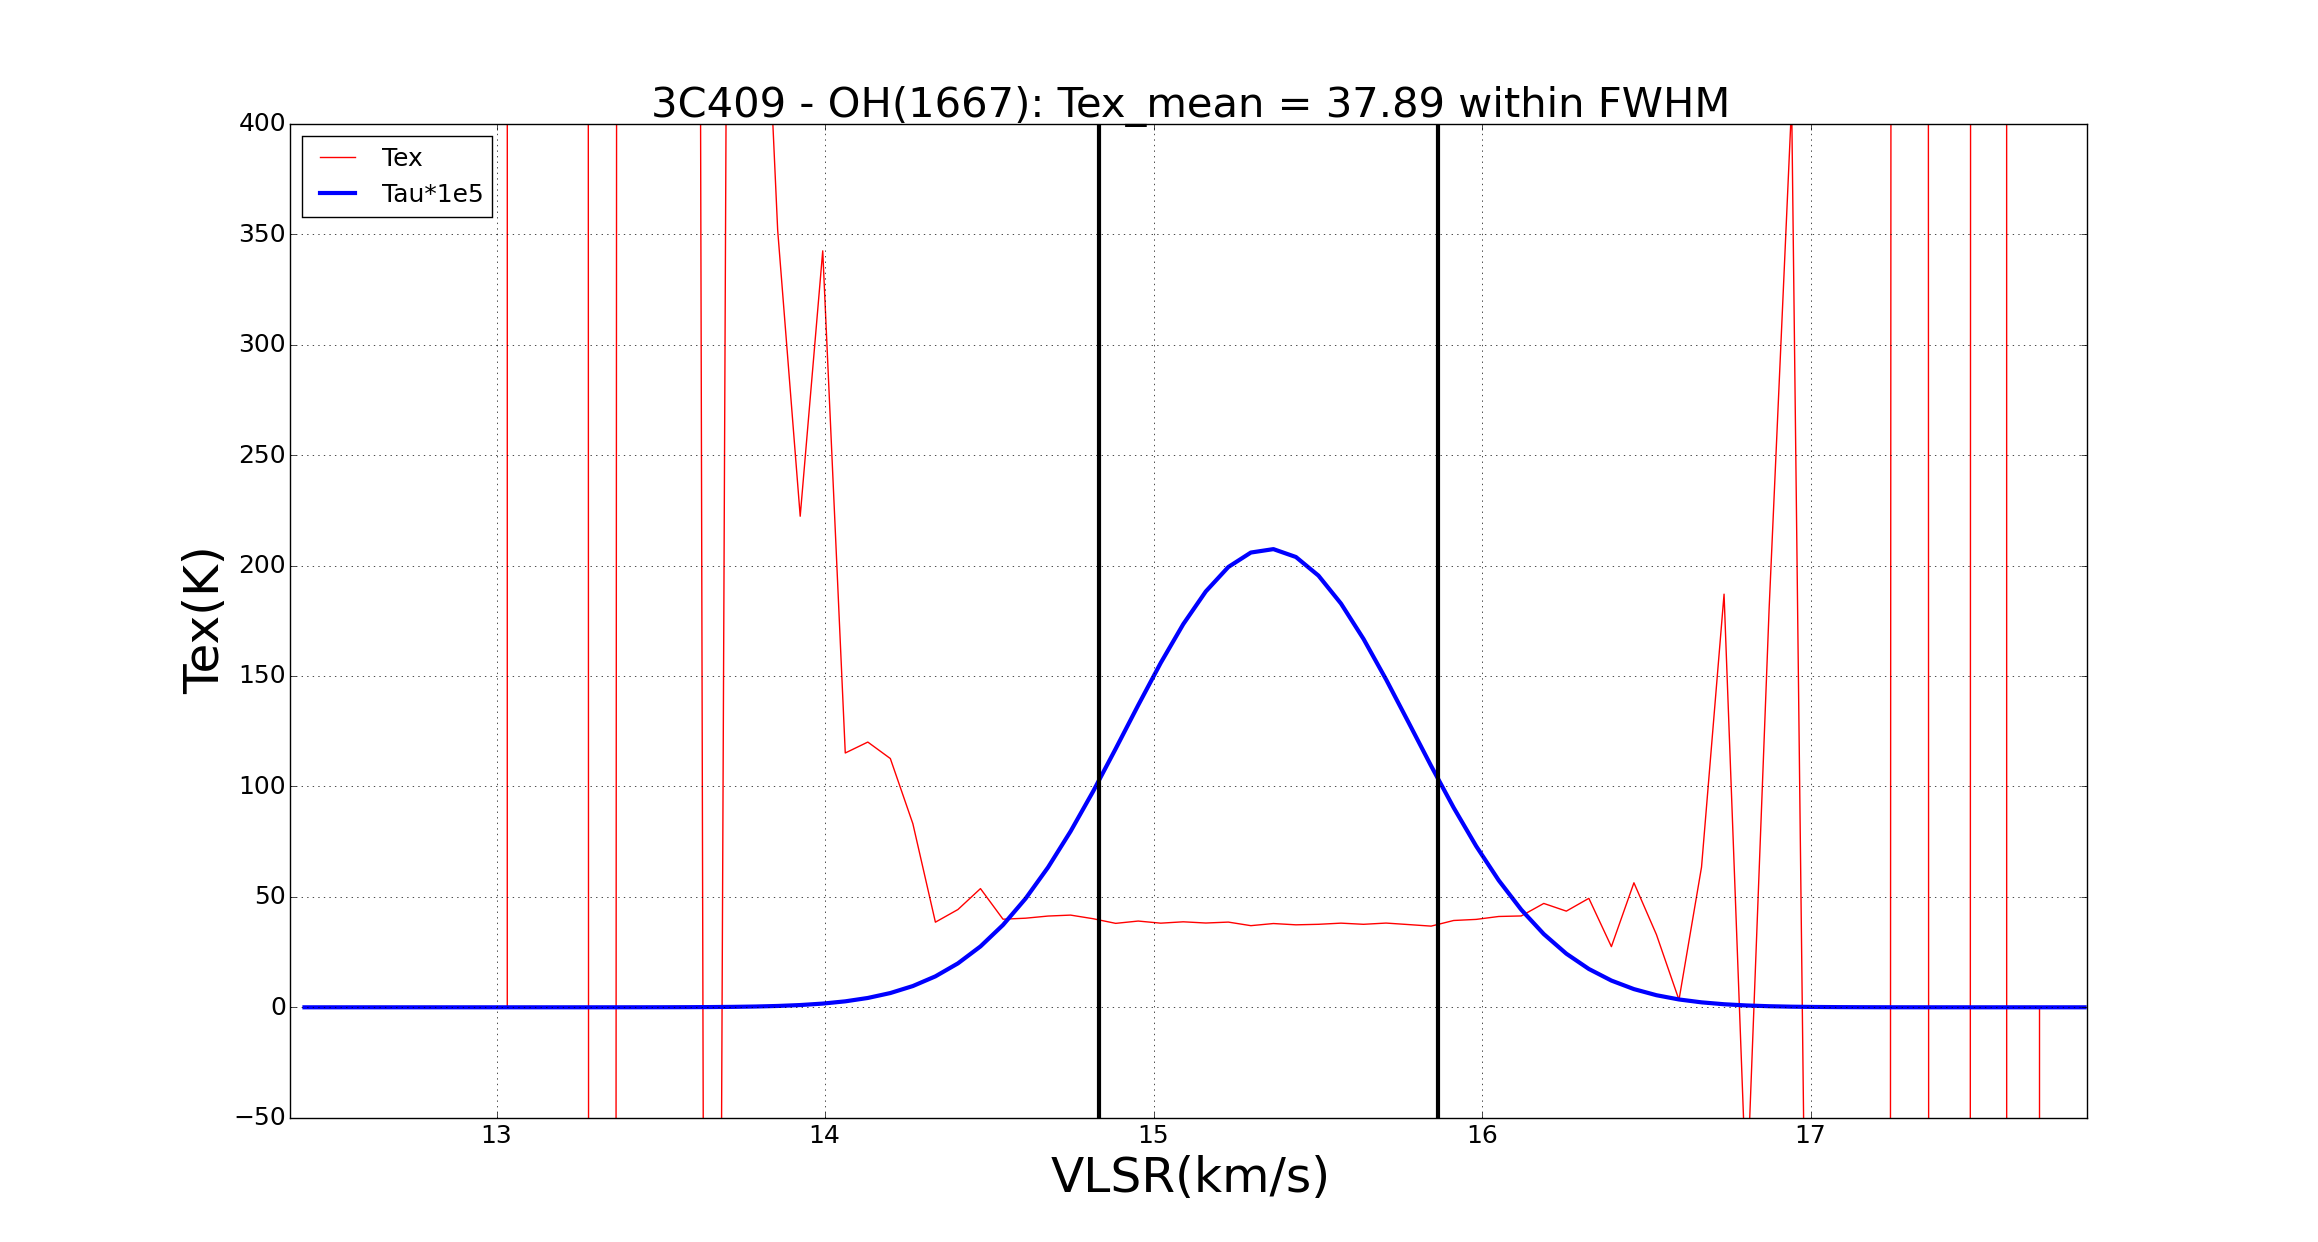 3C409 - OH(1667): Tex_mean = 37.89 within FWHM
Tex
Tau*1e5
Tex(K)
400
350
300
250
200
150
100
50
0
−50
13 14 15 16 17
VLSR(km/s)